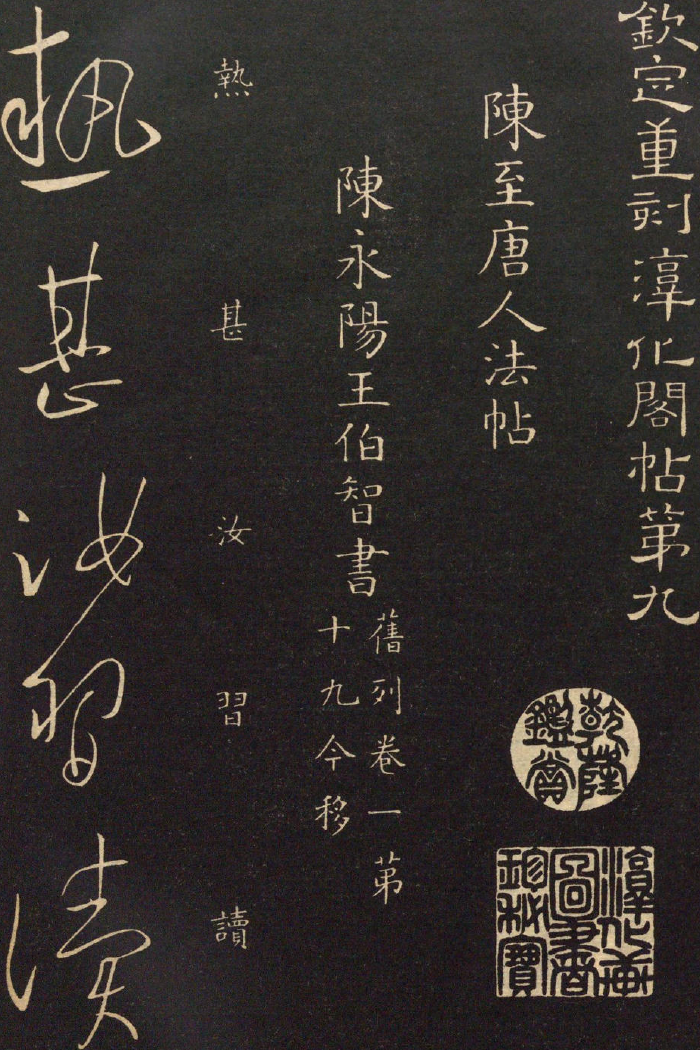 欽定重刻淳化閣帖第九
乾隆鑑賞
淳化軒圖書珍秘寶
陳至唐人法帖
陳永陽王伯智書
舊列卷一第
十九今移
熱甚汝習讀
熱甚汝習讀